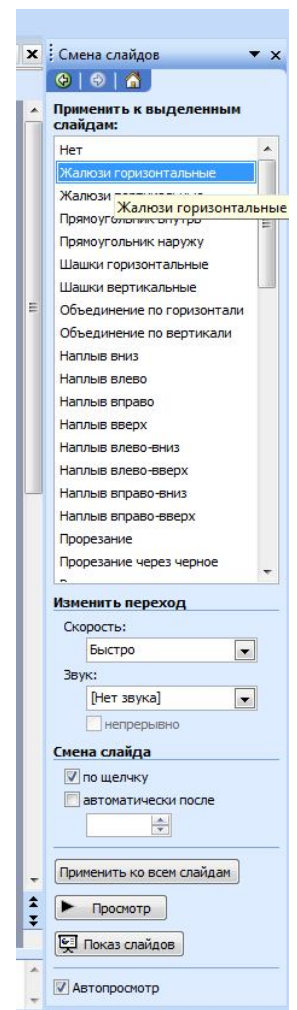 Смена слайдов
Применить к выделенным
слайдам:
Нет
Жалюзи горизонтальные
Жалюзи горизонтальные
Прямоугольник наружу
Шашки горизонтальные
Шашки вертикальные
Объединение по горизонтали
Объединение по вертикали
Наплыв вниз
Наплыв влево
Наплыв вправо
Наплыв вверх
Наплыв влево-вниз
Наплыв влево-вверх
Наплыв вправо-вниз
Наплыв вправо-вверх
Прорезание
Прорезание через черное
Изменить переход
Скорость:
Быстро
Звук:
[Нет звука]
непрерывно
Смена слайда
по щелчку
автоматически после
Применить ко всем слайдам
Просмотр
Показ слайдов
Автопросмотр